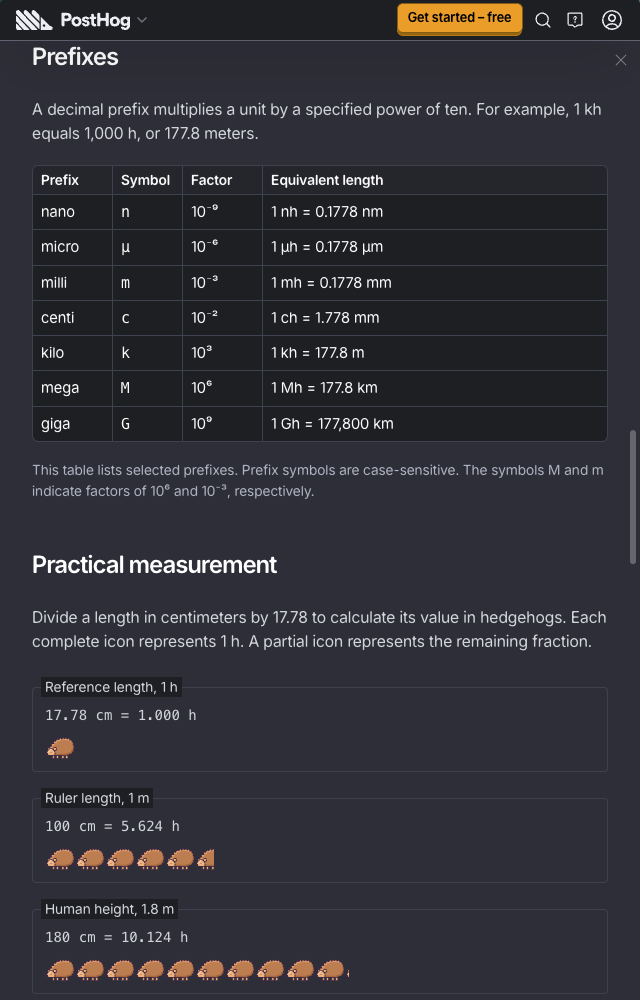 PostHog
Get started – free
Prefixes
A decimal prefix multiplies a unit by a specified power of ten. For example, 1 kh
equals 1,000 h, or 177.8 meters.
Prefix Symbol Factor Equivalent length
nano n 10⁻⁹ 1 nh = 0.1778 nm
micro μ 10⁻⁶ 1 μh = 0.1778 μm
milli m 10⁻³ 1 mh = 0.1778 mm
centi c 10⁻² 1 ch = 1.778 mm
kilo k 10³ 1 kh = 177.8 m
mega M 10⁶ 1 Mh = 177.8 km
giga G 10⁹ 1 Gh = 177,800 km
This table lists selected prefixes. Prefix symbols are case-sensitive. The symbols M and m
indicate factors of 10⁶ and 10⁻³, respectively.
Practical measurement
Divide a length in centimeters by 17.78 to calculate its value in hedgehogs. Each
complete icon represents 1 h. A partial icon represents the remaining fraction.
Reference length, 1 h
17.78 cm = 1.000 h
Ruler length, 1 m
100 cm = 5.624 h
Human height, 1.8 m
180 cm = 10.124 h